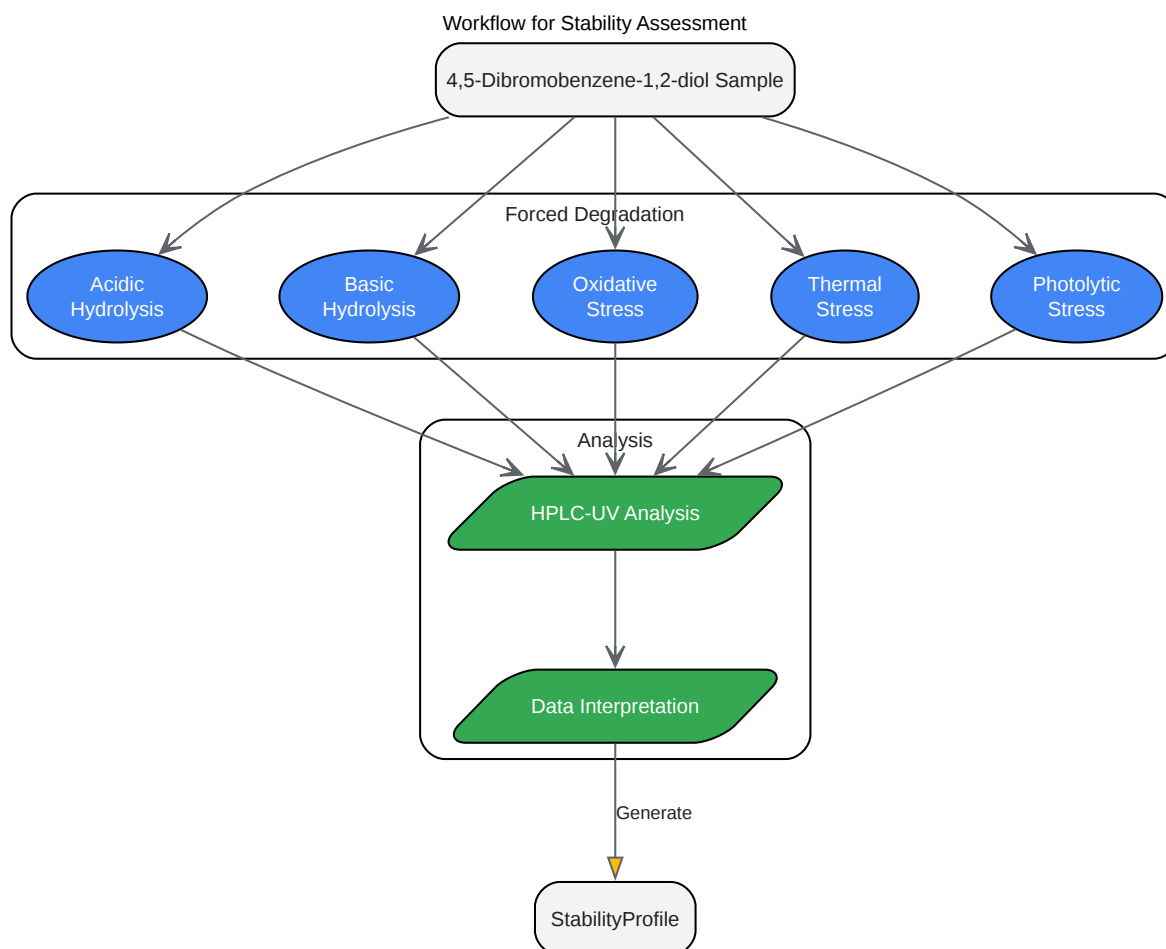 Workflow for Stability Assessment
4,5-Dibromobenzene-1,2-diol Sample
Forced Degradation
Acidic
Hydrolysis
Basic
Hydrolysis
Oxidative
Stress
Thermal
Stress
Photolytic
Stress
Analysis
HPLC-UV Analysis
Data Interpretation
Generate
StabilityProfile